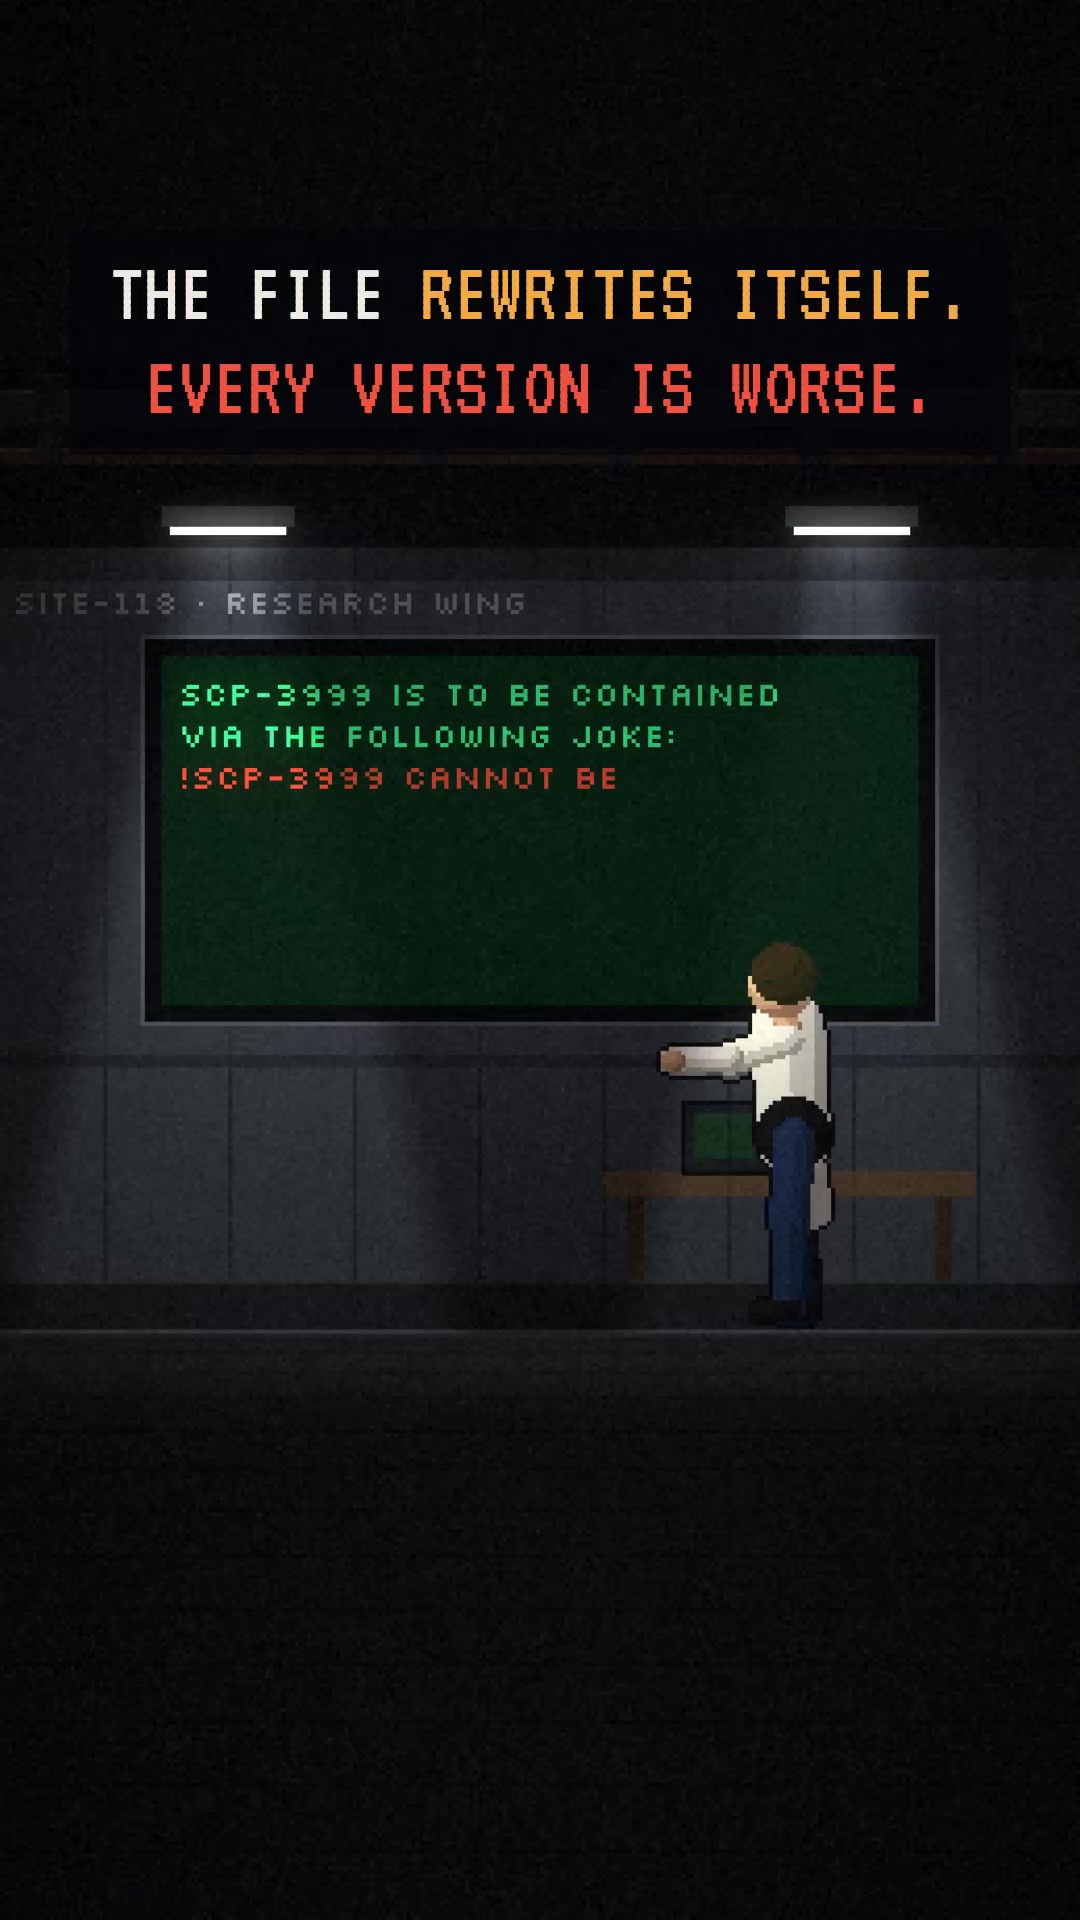 THE FILE REWRITES ITSELF.
EVERY VERSION IS WORSE.
SITE-118 · RESEARCH WING
SCP-3999 IS TO BE CONTAINED
VIA THE FOLLOWING JOKE:
!SCP-3999 CANNOT BE